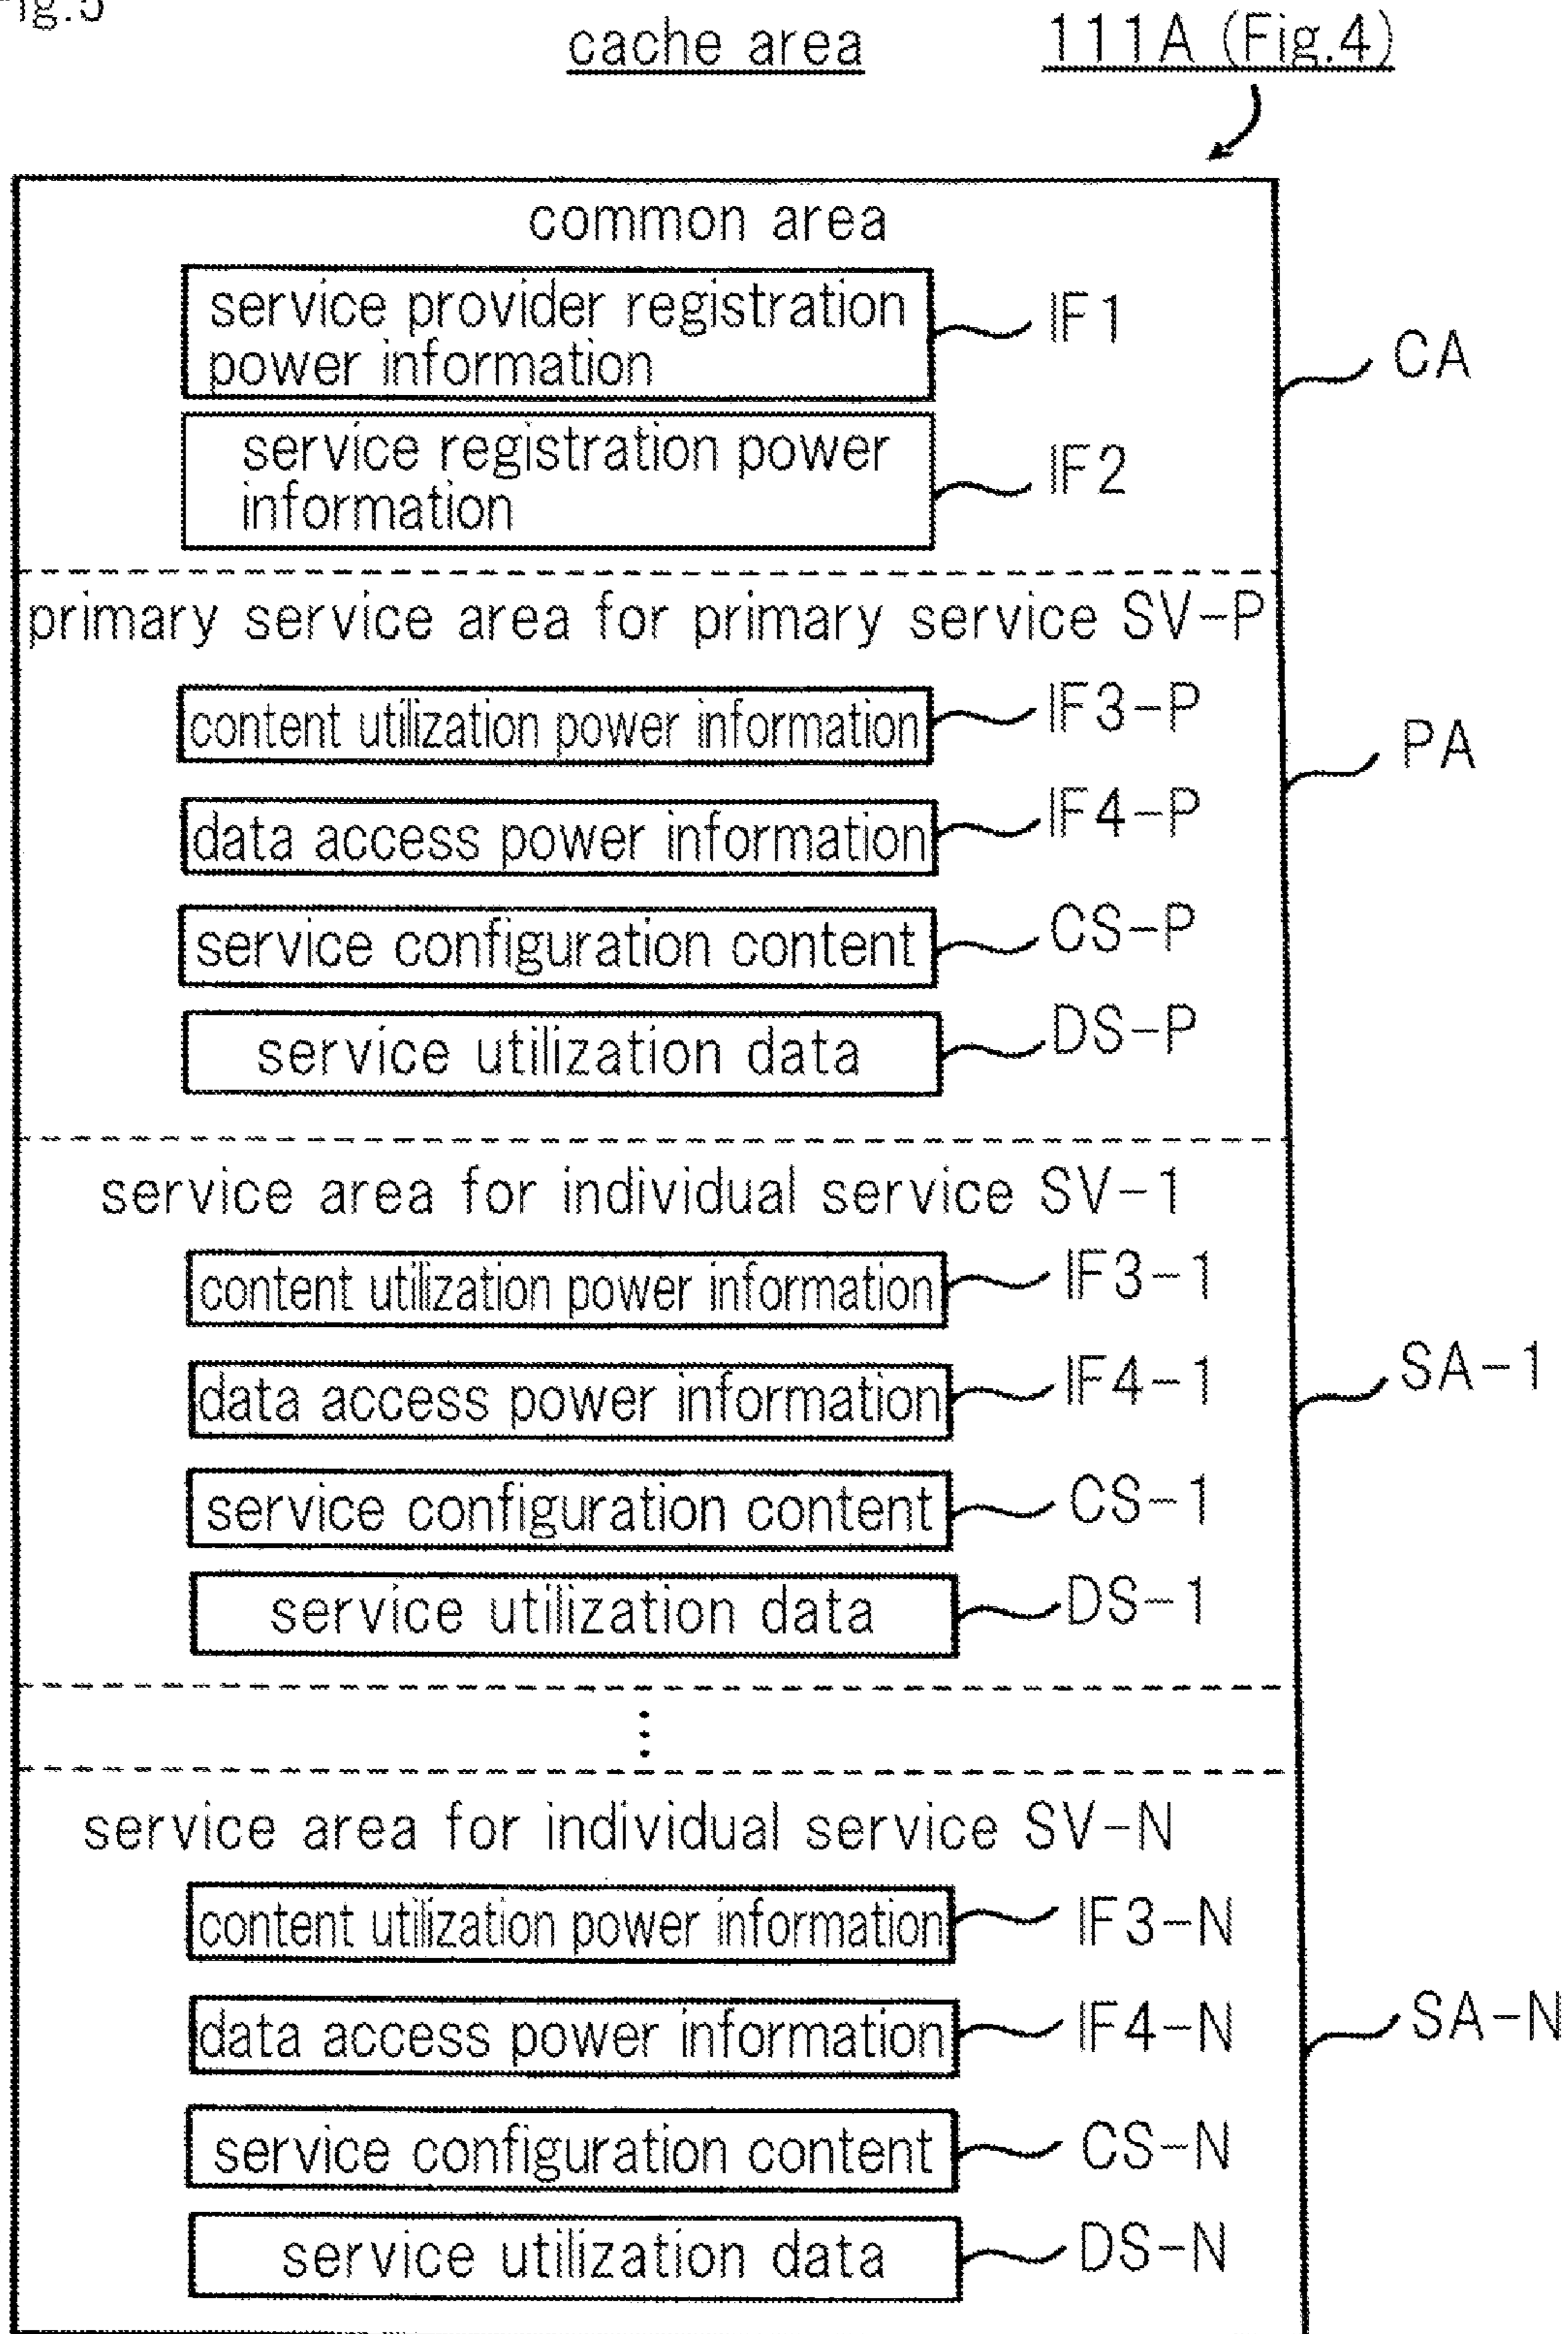 Fig.5
cache area
111A (Fig.4)
common area
service provider registration
power information
IF1
CA
service registration power
information
IF2
primary service area for primary service SV-P
content utilization power information
IF3-P
PA
data access power information
IF4-P
service configuration content
CS-P
service utilization data
DS-P
service area for individual service SV-1
content utilization power information
IF3-1
data access power information
IF4-1
SA-1
service configuration content
CS-1
service utilization data
DS-1
service area for individual service SV-N
content utilization power information
IF3-N
data access power information
IF4-N
SA-N
service configuration content
CS-N
service utilization data
DS-N